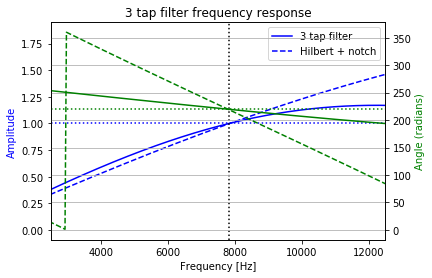 3 tap filter frequency response
3 tap filter
Hilbert + notch
Amplitude
1.75
1.50
1.25
1.00
0.75
0.50
0.25
0.00
350
300
250
200
150
100
50
0
Angle (radians)
4000 6000 8000 10000 12000
Frequency [Hz]